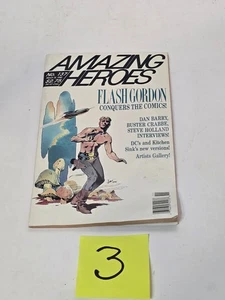 AMAZING
HEROES
No. 137
FLASH GORDON
CONQUERS THE COMICS!
DAN BARRY,
BUSTER CRABBE,
STEVE HOLLAND
INTERVIEWS!
DC's and Kitchen
Sink's new versions!
Artists Gallery!
3